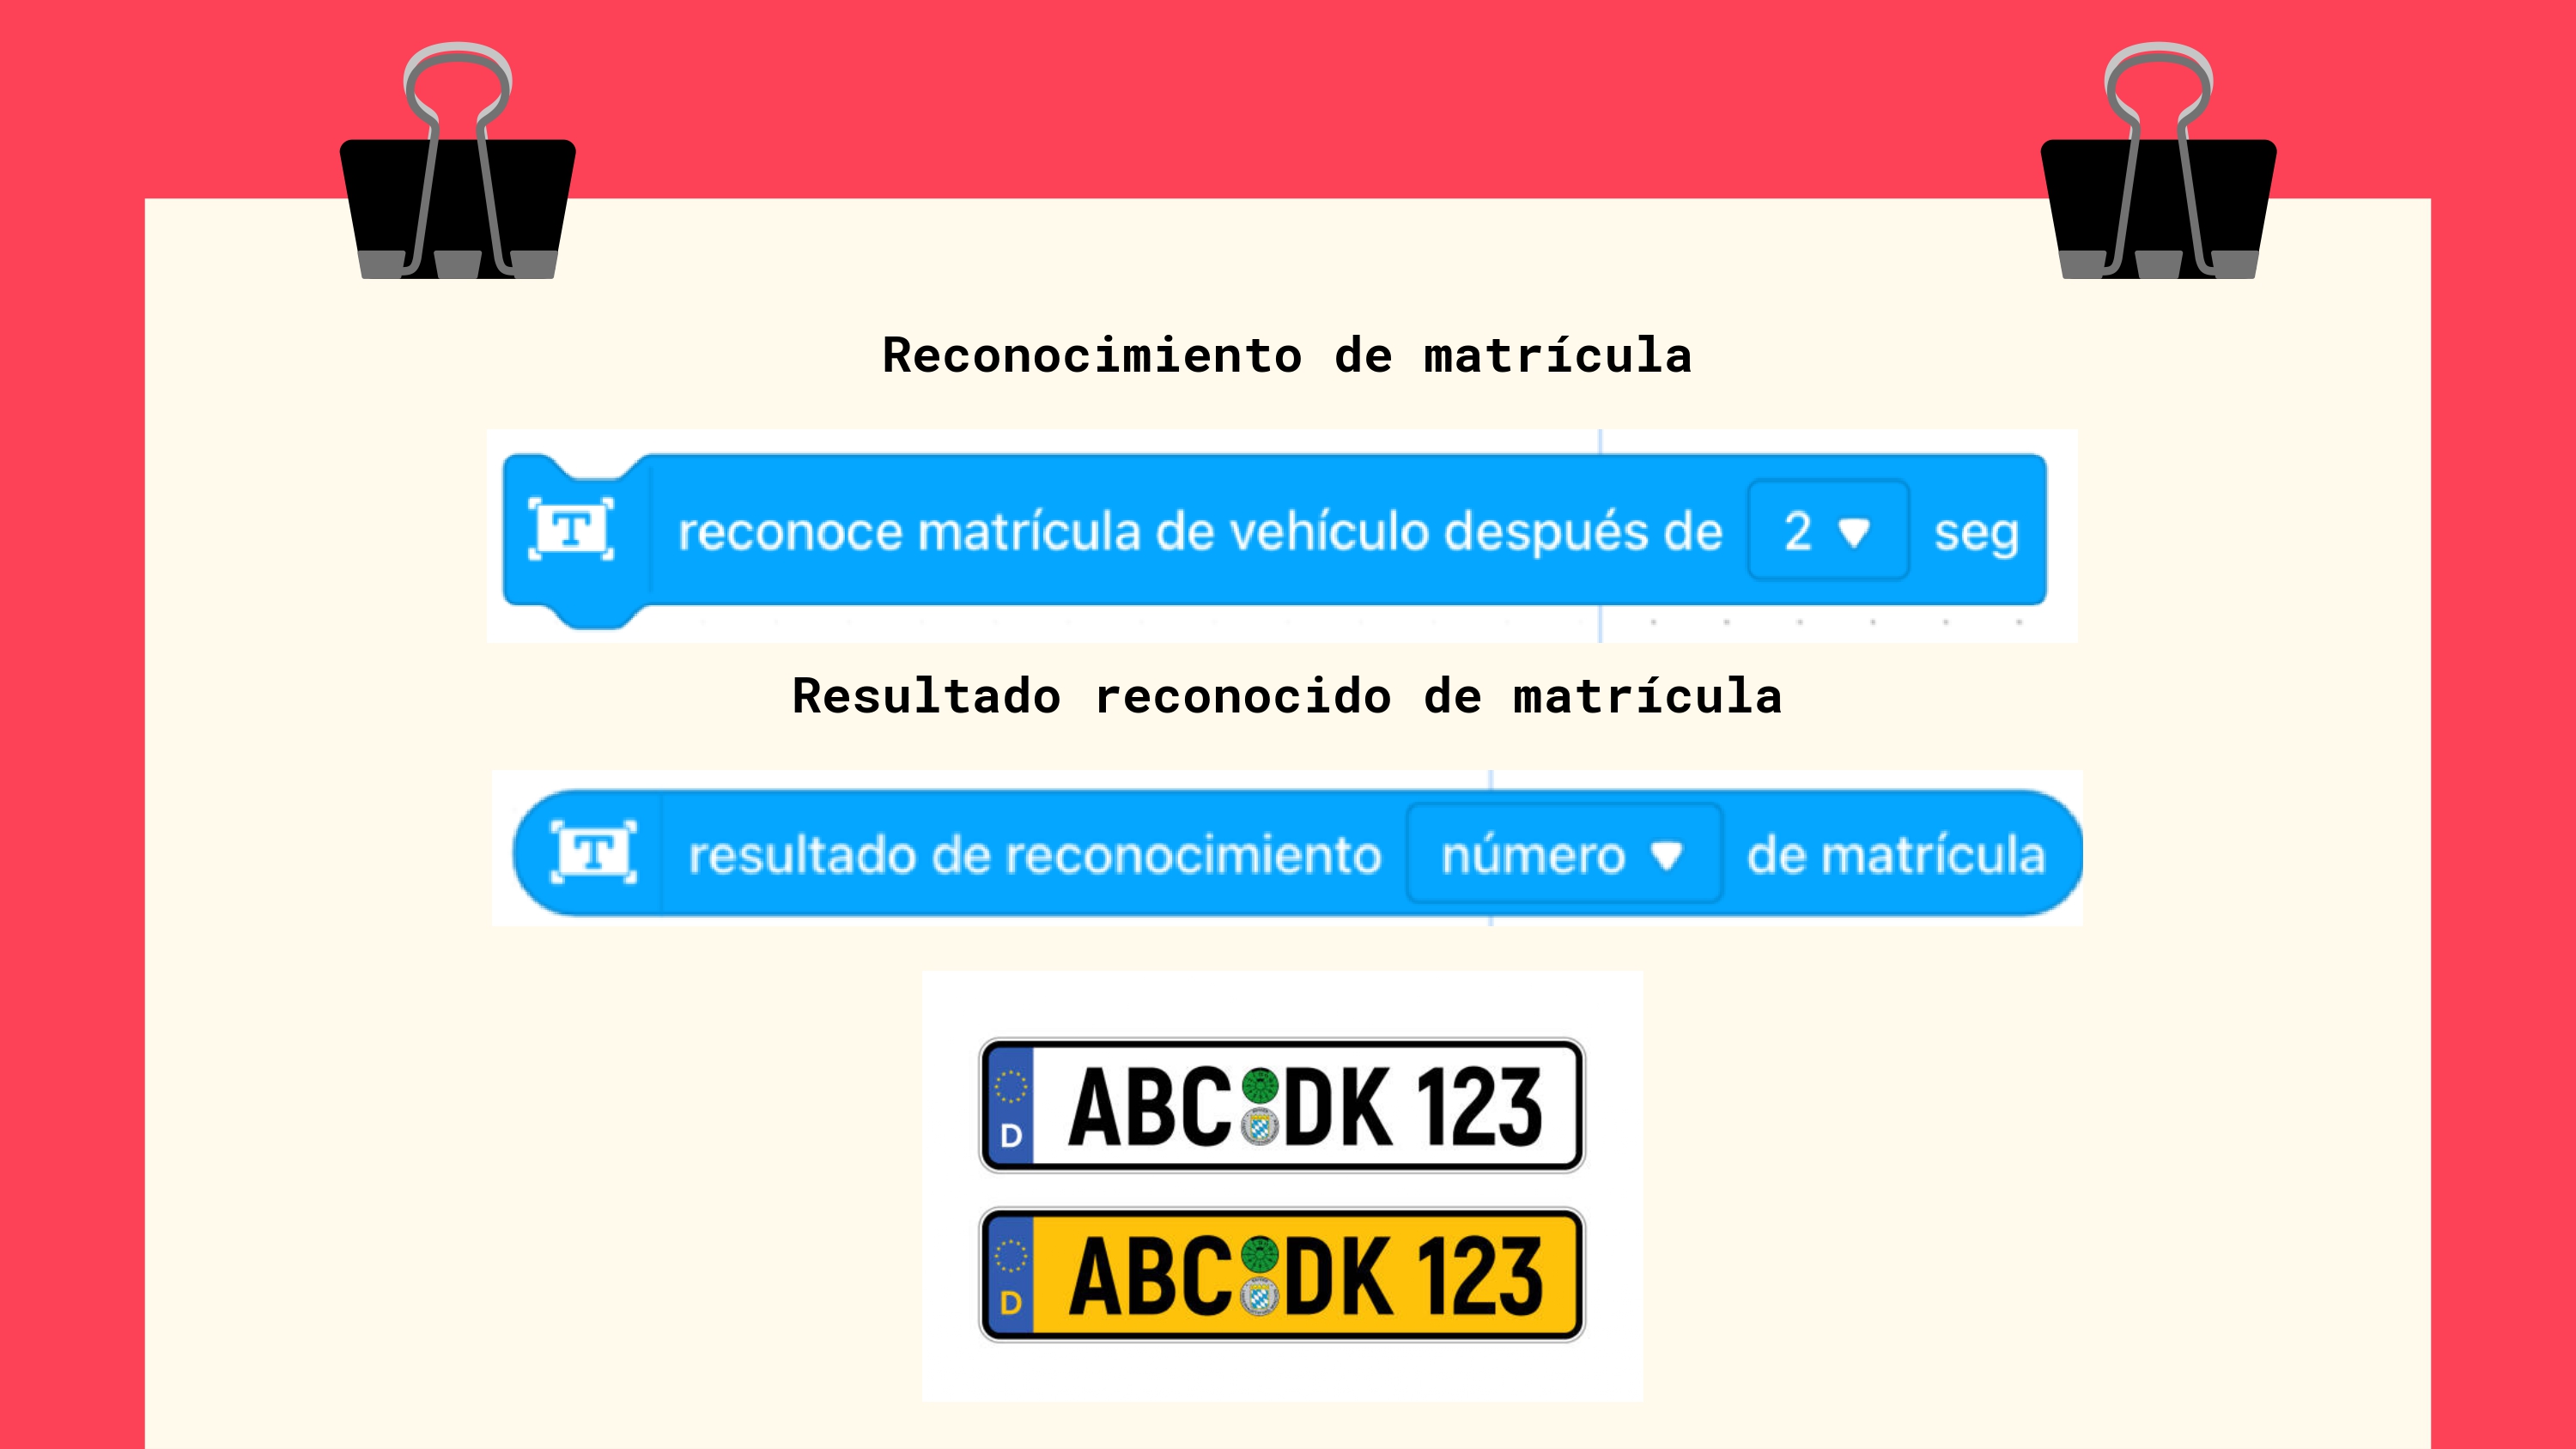 Reconocimiento de matrícula
T reconoce matrícula de vehículo después de 2 seg
Resultado reconocido de matrícula
T resultado de reconocimiento número de matrícula
D ABC DK 123
D ABC DK 123